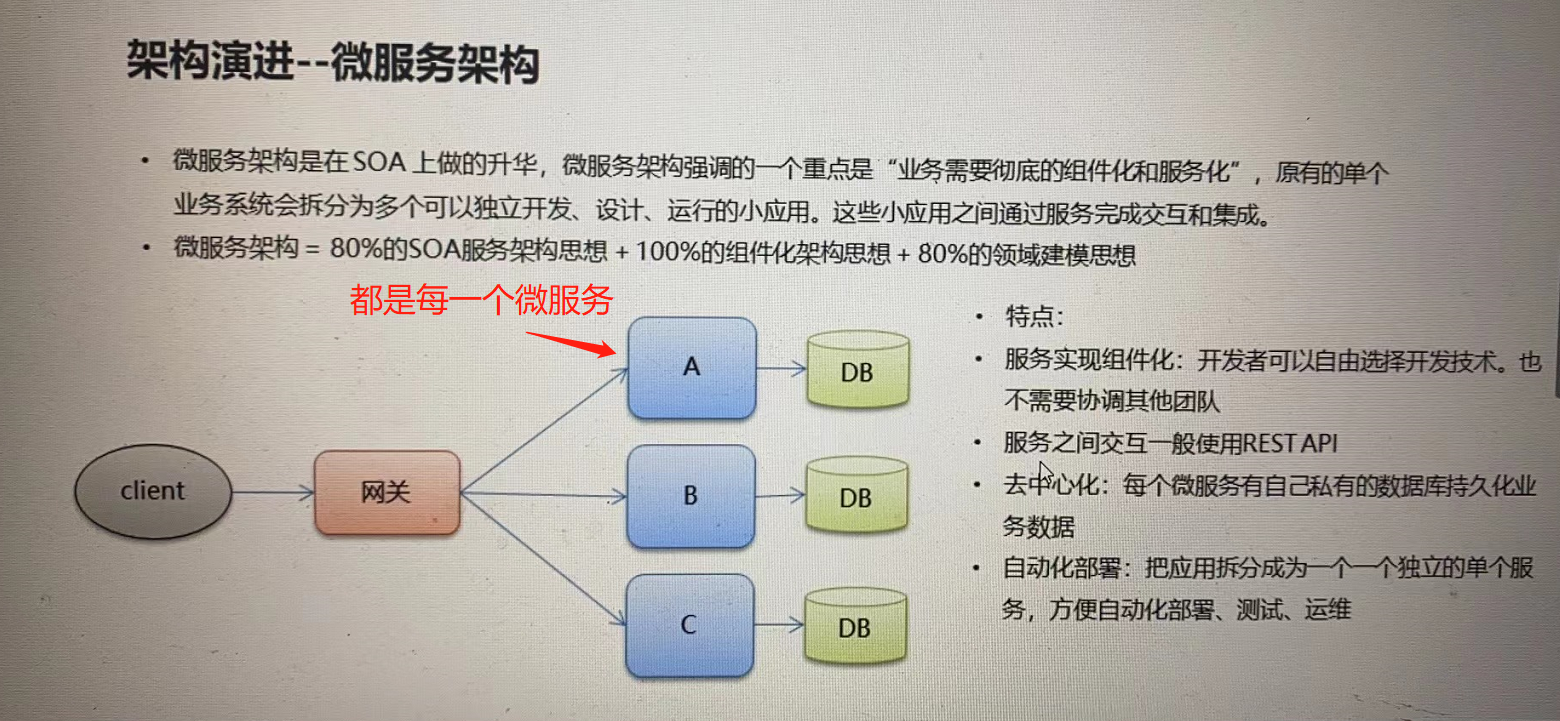 架构演进--微服务架构
• 微服务架构是在 SOA 上做的升华，微服务架构强调的一个重点是“业务需要彻底的组件化和服务化”，原有的单个
业务系统会拆分为多个可以独立开发、设计、运行的小应用。这些小应用之间通过服务完成交互和集成。
• 微服务架构 = 80%的SOA服务架构思想 + 100%的组件化架构思想 + 80%的领域建模思想
都是每一个微服务
A
DB
B
DB
C
DB
client
网关
• 特点：
• 服务实现组件化：开发者可以自由选择开发技术。也
不需要协调其他团队
• 服务之间交互一般使用REST API
• 去中心化：每个微服务有自己私有的数据库持久化业
务数据
• 自动化部署：把应用拆分成为一个一个独立的单个服
务，方便自动化部署、测试、运维